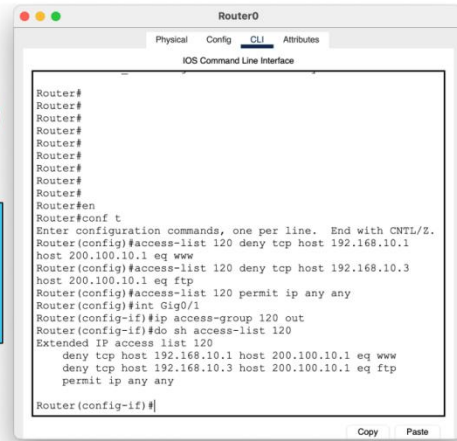 Router0
Physical Config CLI Attributes
IOS Command Line Interface
Router#
Router#
Router#
Router#
Router#
Router#
Router#
Router#
Router#
Router#en
Router#conf t
Enter configuration commands, one per line. End with CNTL/Z.
Router(config)#access-list 120 deny tcp host 192.168.10.1
host 200.100.10.1 eq www
Router(config)#access-list 120 deny tcp host 192.168.10.3
host 200.100.10.1 eq ftp
Router(config)#access-list 120 permit ip any any
Router(config)#int Gig0/1
Router(config-if)#ip access-group 120 out
Router(config-if)#do sh access-list 120
Extended IP access list 120
deny tcp host 192.168.10.1 host 200.100.10.1 eq www
deny tcp host 192.168.10.3 host 200.100.10.1 eq ftp
permit ip any any
Router(config-if)#
Copy Paste